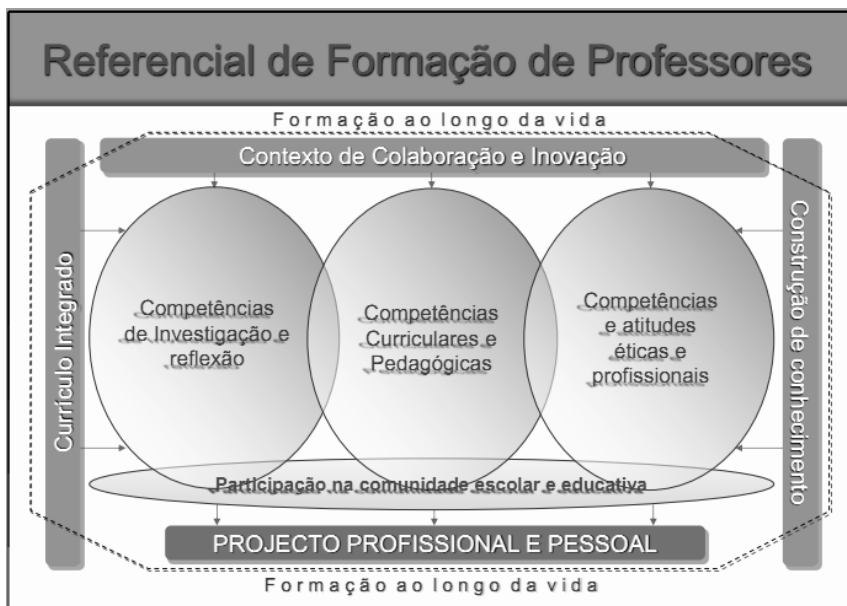 Referencial de Formação de Professores
Formação ao longo da vida
Contexto de Colaboração e Inovação
Currículo Integrado
Competências
de Investigação e
reflexão
Competências
Curriculares e
Pedagógicas
Competências
e atitudes
éticas e
profissionais
Construção de conhecimento
Participação na comunidade escolar e educativa
PROJECTO PROFISSIONAL E PESSOAL
Formação ao longo da vida